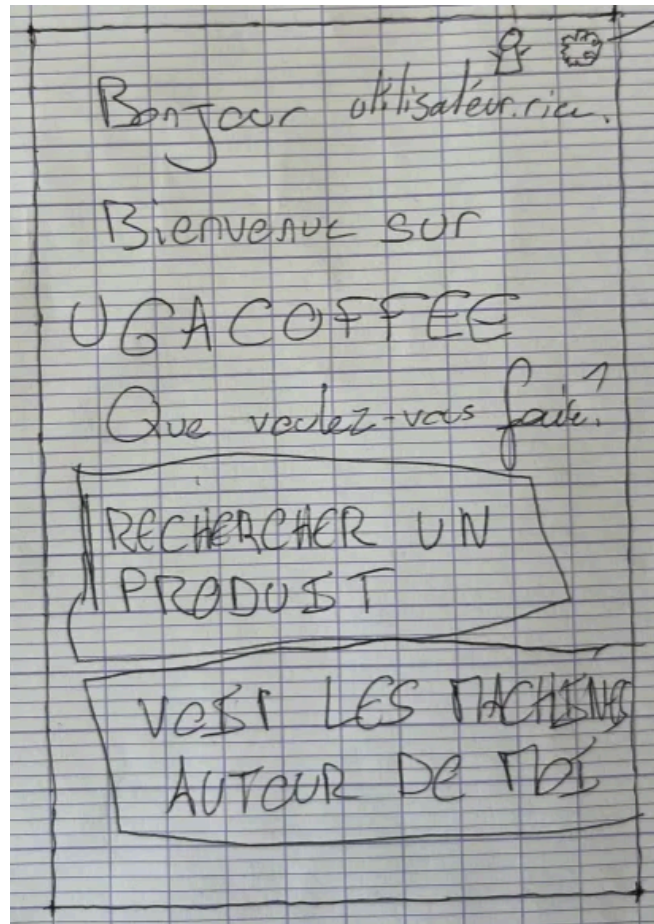 Bonjour utilisateur.rice.
Bienvenue sur
UGACOFFEE
Que voulez-vous faire?
RECHERCHER UN
PRODUIT
VOIR LES MACHINES
AUTOUR DE MOI